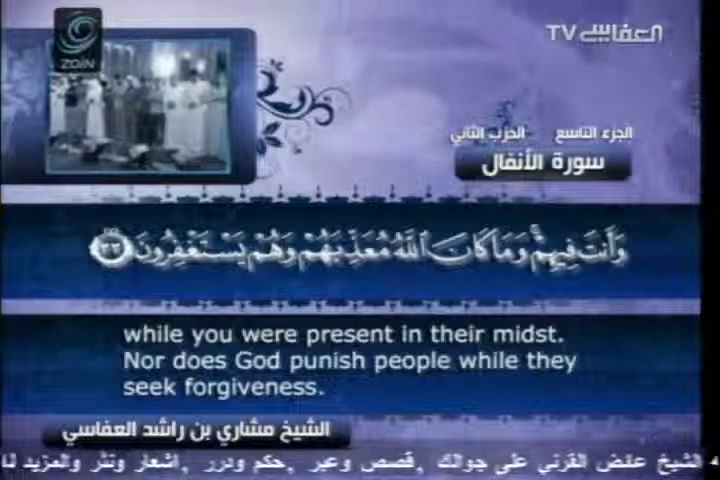 ZAIN
العفاسي TV
الجزء التاسع الحزب الثاني
سورة الأنفال
وَأَنتَ فِيهِمْ وَمَا كَانَ اللَّهُ مُعَذِّبَهُمْ وَهُمْ يَسْتَغْفِرُونَ ٣٣
while you were present in their midst.
Nor does God punish people while they
seek forgiveness.
الشيخ مشاري بن راشد العفاسي
الشيخ عائض القرني على جوالك ,قصص وعبر ,حكم ودرر ,اشعار ونثر والمزيد